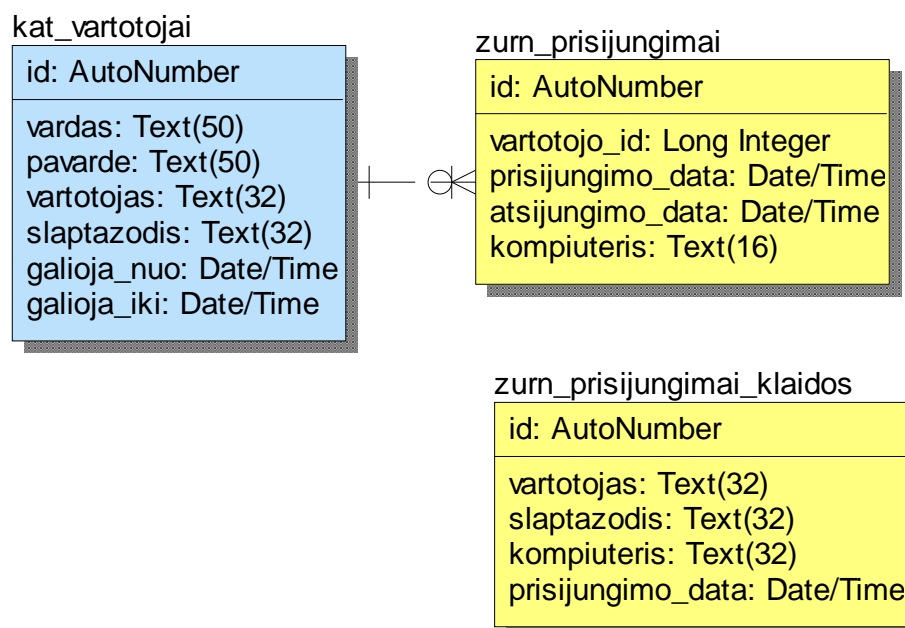 kat_vartotojai
id: AutoNumber
vardas: Text(50)
pavarde: Text(50)
vartotojas: Text(32)
slaptazodis: Text(32)
galioja_nuo: Date/Time
galioja_iki: Date/Time
zurn_prisijungimai
id: AutoNumber
vartotojo_id: Long Integer
prisijungimo_data: Date/Time
atsijungimo_data: Date/Time
kompiuteris: Text(16)
zurn_prisijungimai_klaidos
id: AutoNumber
vartotojas: Text(32)
slaptazodis: Text(32)
kompiuteris: Text(32)
prisijungimo_data: Date/Time